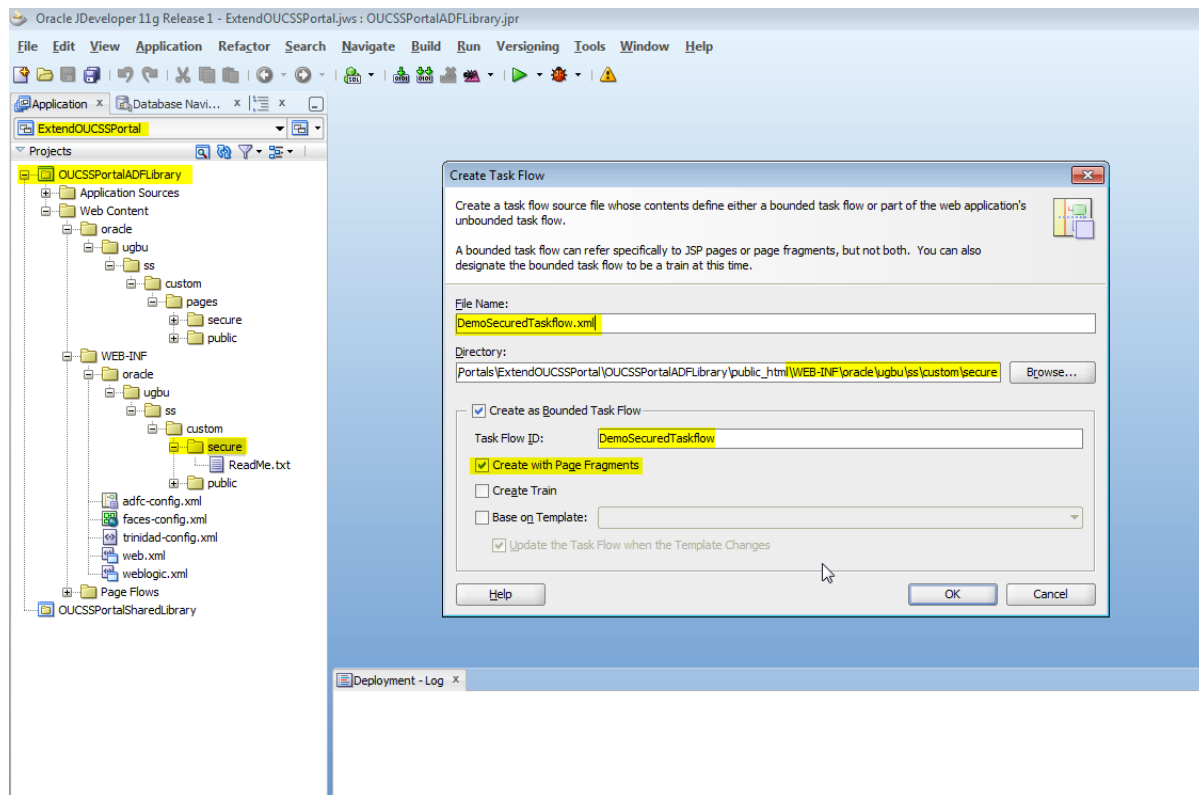 Oracle JDeveloper 11g Release 1 - ExtendOUCSSPortal.jws : OUCSSPortalADFLibrary.jpr
File Edit View Application Refactor Search Navigate Build Run Versioning Tools Window Help
Application x Database Navi... x x
ExtendOUCSSPortal
Projects
OUCSSPortalADFLibrary
Application Sources
Web Content
oracle
ugbu
ss
custom
pages
secure
public
WEB-INF
oracle
ugbu
ss
custom
secure
ReadMe.txt
public
adfc-config.xml
faces-config.xml
trinidad-config.xml
web.xml
weblogic.xml
Page Flows
OUCSSPortalSharedLibrary
Create Task Flow
Create a task flow source file whose contents define either a bounded task flow or part of the web application's
unbounded task flow.
A bounded task flow can refer specifically to JSP pages or page fragments, but not both. You can also
designate the bounded task flow to be a train at this time.
File Name:
DemoSecuredTaskflow.xml
Directory:
Portals\ExtendOUCSSPortal\OUCSSPortalADFLibrary\public_html\WEB-INF\oracle\ugbu\ss\custom\secure Browse...
Create as Bounded Task Flow
Task Flow ID: DemoSecuredTaskflow
Create with Page Fragments
Create Train
Base on Template:
Update the Task Flow when the Template Changes
Help OK Cancel
Deployment - Log x